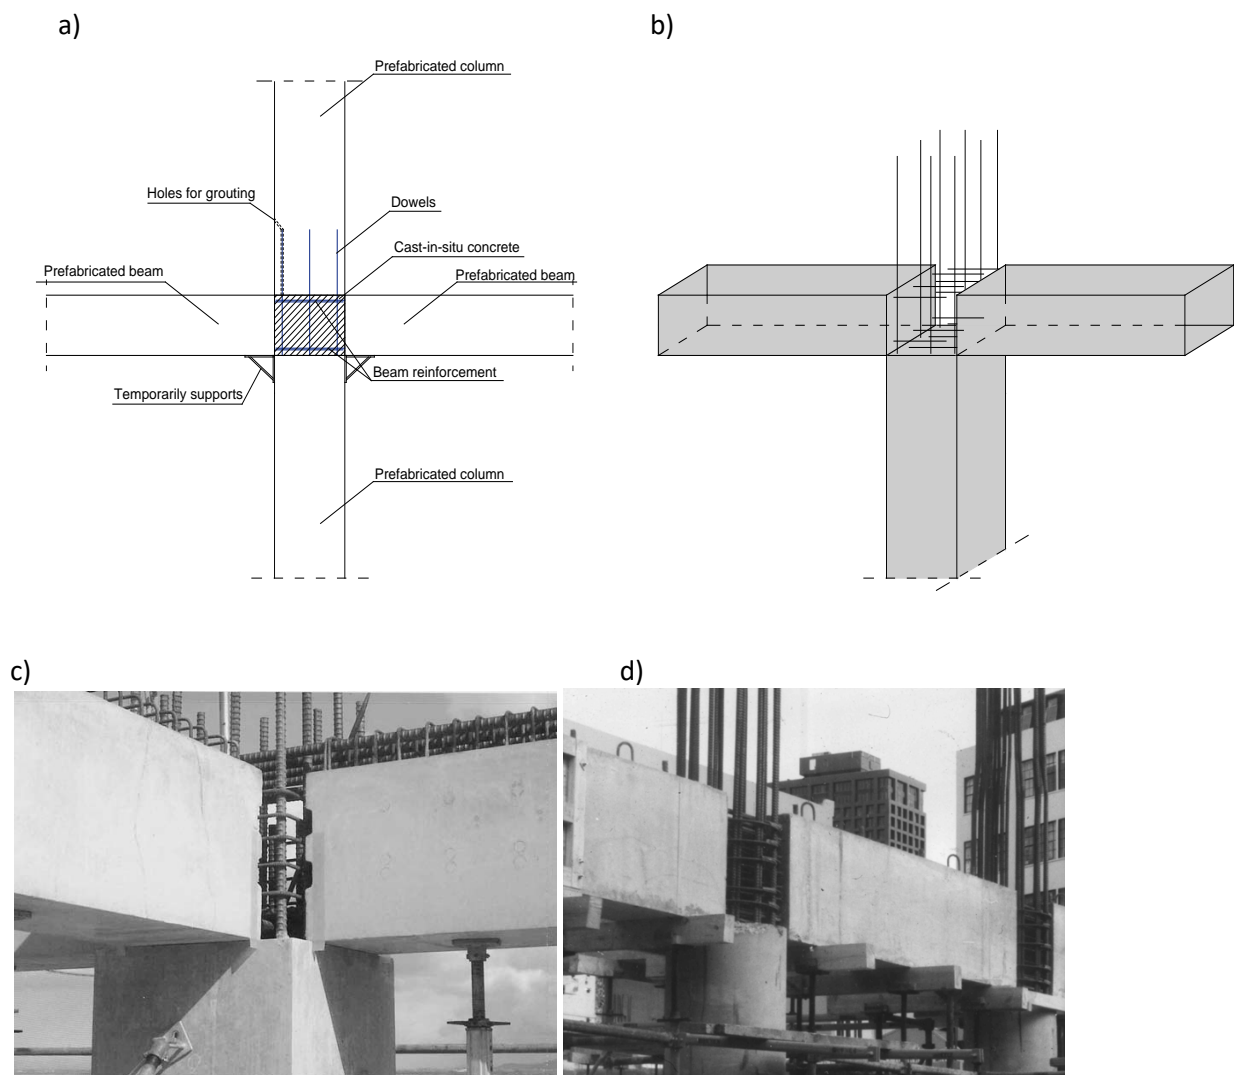 a)
b)
Prefabricated column
Holes for grouting
Dowels
Cast-in-situ concrete
Prefabricated beam
Prefabricated beam
Beam reinforcement
Temporarily supports
Prefabricated column
c)
d)